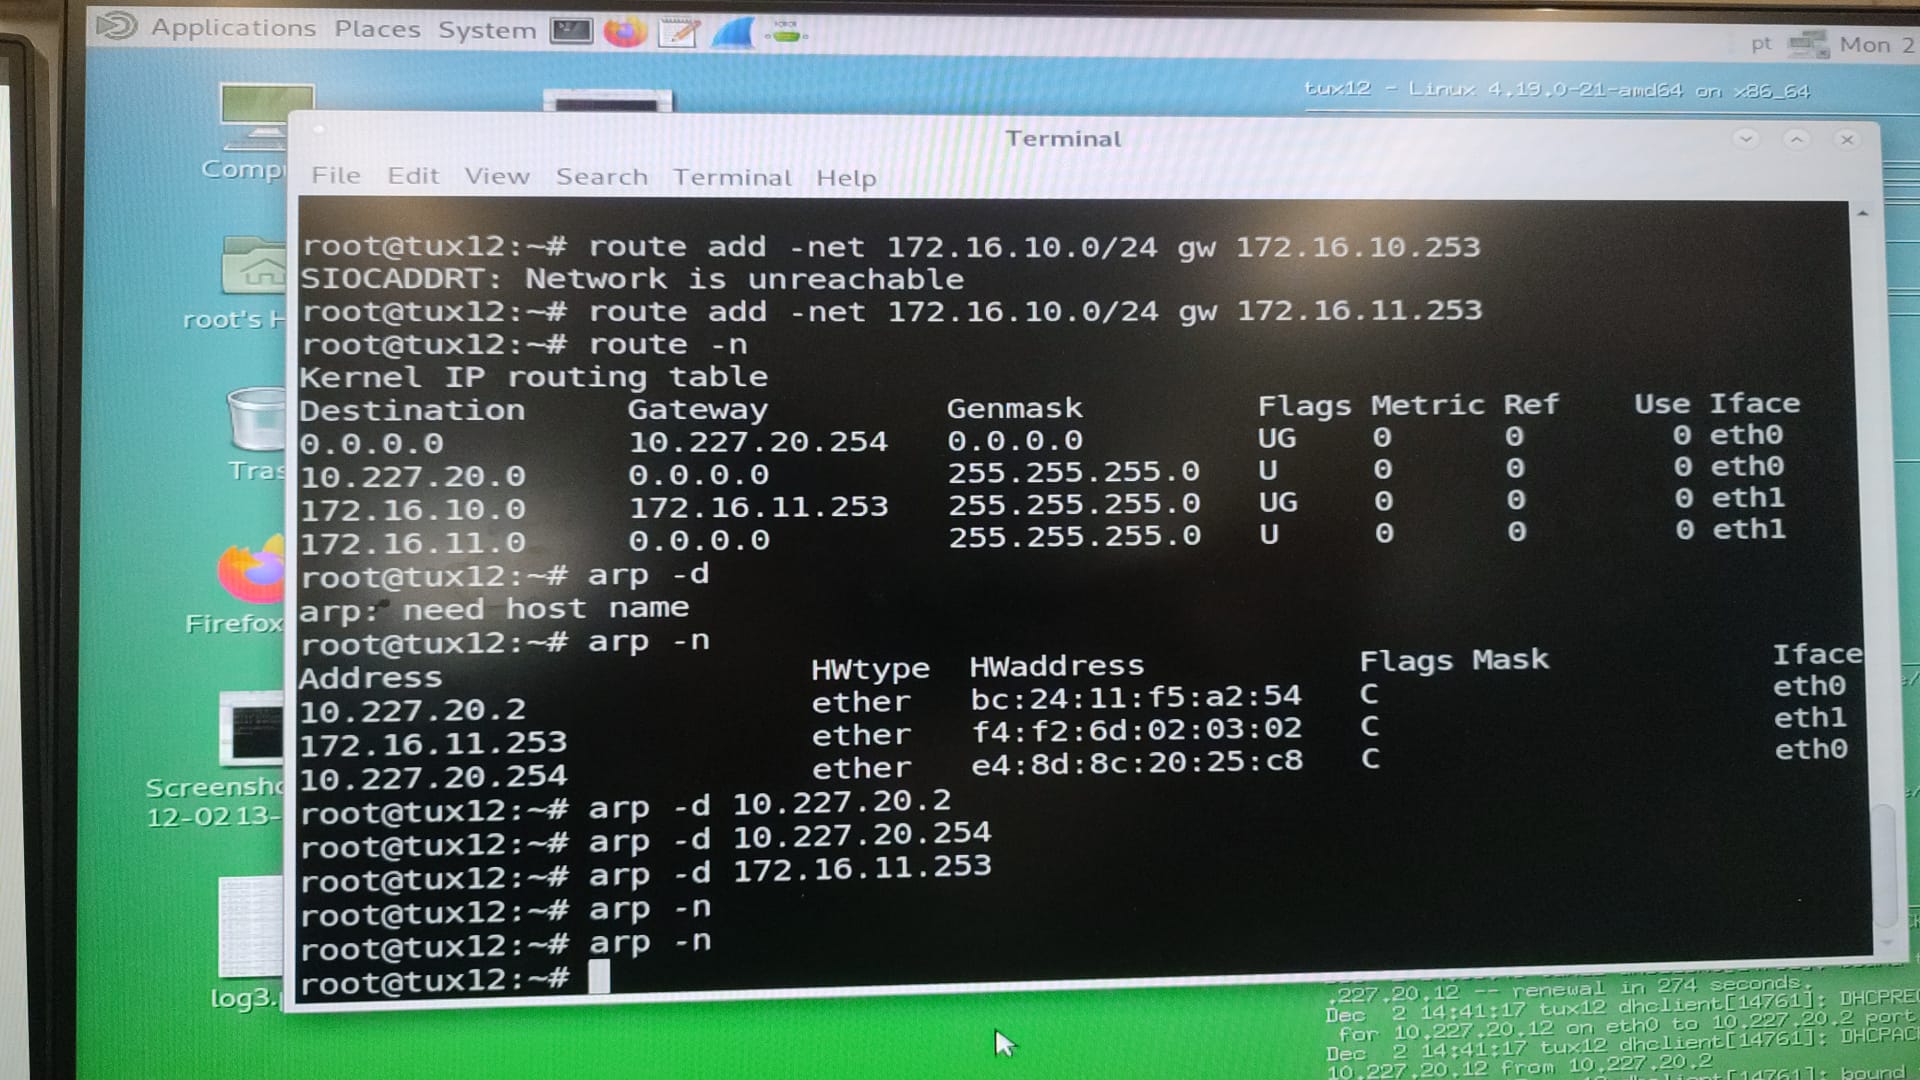 Applications Places System
pt Mon 2
tux12 - Linux 4.19.0-21-amd64 on x86_64
Terminal
File Edit View Search Terminal Help
root@tux12:~# route add -net 172.16.10.0/24 gw 172.16.10.253
SIOCADDRT: Network is unreachable
root@tux12:~# route add -net 172.16.10.0/24 gw 172.16.11.253
root@tux12:~# route -n
Kernel IP routing table
Destination Gateway Genmask Flags Metric Ref Use Iface
0.0.0.0 10.227.20.254 0.0.0.0 UG 0 0 0 eth0
10.227.20.0 0.0.0.0 255.255.255.0 U 0 0 0 eth0
172.16.10.0 172.16.11.253 255.255.255.0 UG 0 0 0 eth1
172.16.11.0 0.0.0.0 255.255.255.0 U 0 0 0 eth1
root@tux12:~# arp -d
arp: need host name
root@tux12:~# arp -n
Address HWtype HWaddress Flags Mask Iface
10.227.20.2 ether bc:24:11:f5:a2:54 C eth0
172.16.11.253 ether f4:f2:6d:02:03:02 C eth1
10.227.20.254 ether e4:8d:8c:20:25:c8 C eth0
root@tux12:~# arp -d 10.227.20.2
root@tux12:~# arp -d 10.227.20.254
root@tux12:~# arp -d 172.16.11.253
root@tux12:~# arp -n
root@tux12:~# arp -n
root@tux12:~#
Comp
root's H
Tras
Firefox
Screensho
12-02 13-
log3.
.227.20.12 -- renewal in 274 seconds.
Dec 2 14:41:17 tux12 dhclient[14761]: DHCPRE
for 10.227.20.12 on eth0 to 10.227.20.2 port
Dec 2 14:41:17 tux12 dhclient[14761]: DHCPAC
10.227.20.12 from 10.227.20.2
[14761]: bound